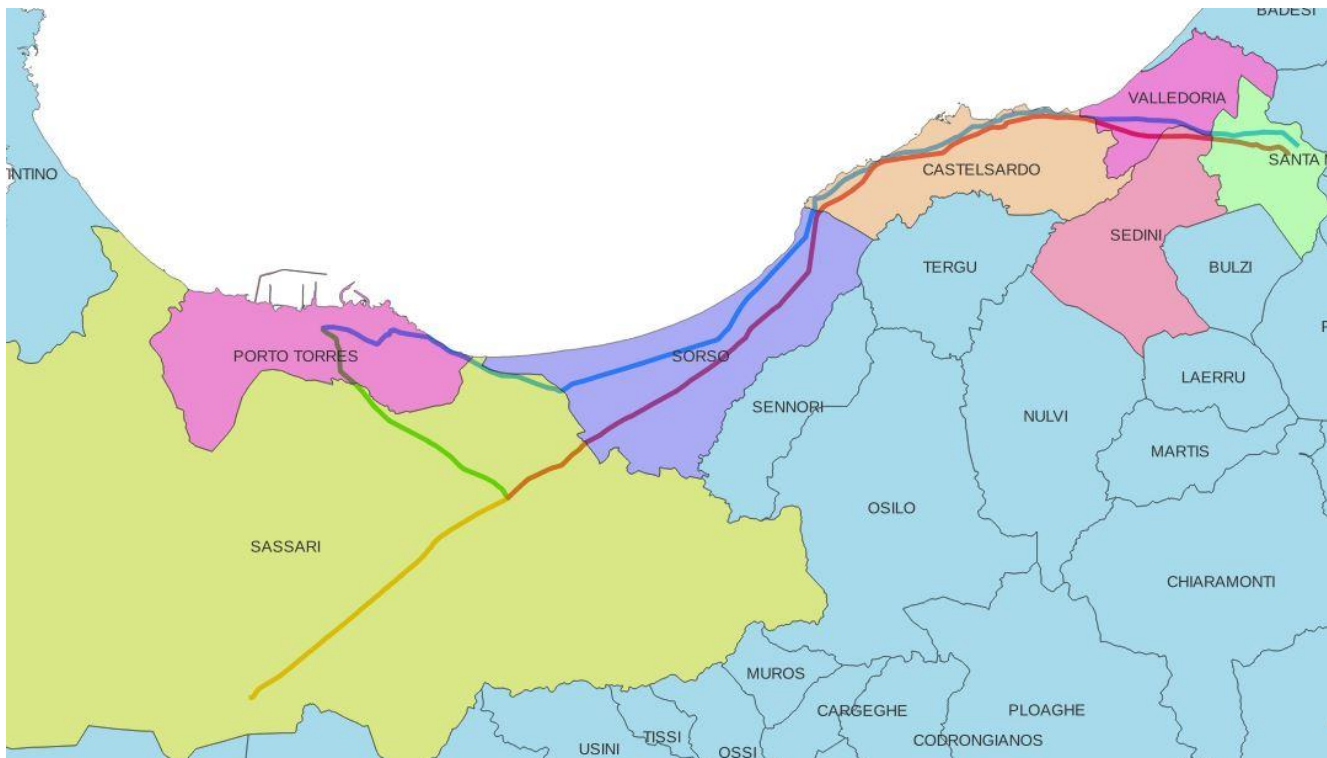 BADESI
VALLEDORIA
SANTA
INTINO
CASTELSARDO
SEDINI
TERGU
BULZI
PORTO TORRES
SORSO
LAERRU
SENNORI
NULVI
MARTIS
OSILO
SASSARI
CHIARAMONTI
MUROS
CARGEGHE
PLOAGHE
TISSI
CODRONGIANOS
USINI
OSSI